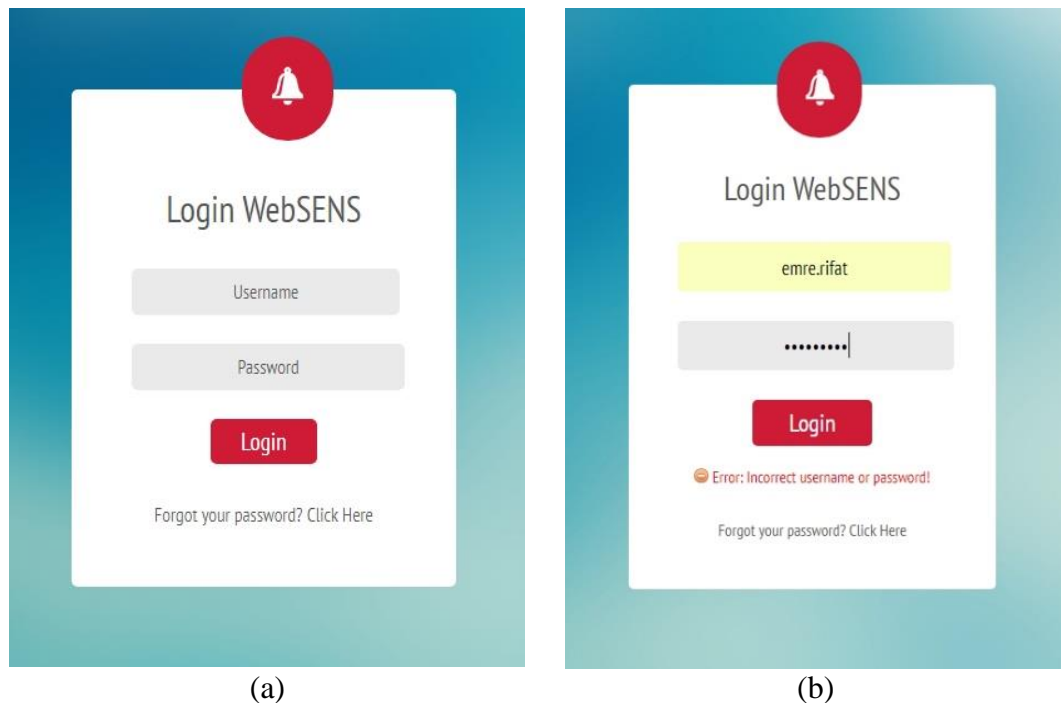 Login WebSENS
Username
Password
Login
Forgot your password? Click Here
(a)
Login WebSENS
emre.rifat
•••••••••
Login
Error: Incorrect username or password!
Forgot your password? Click Here
(b)